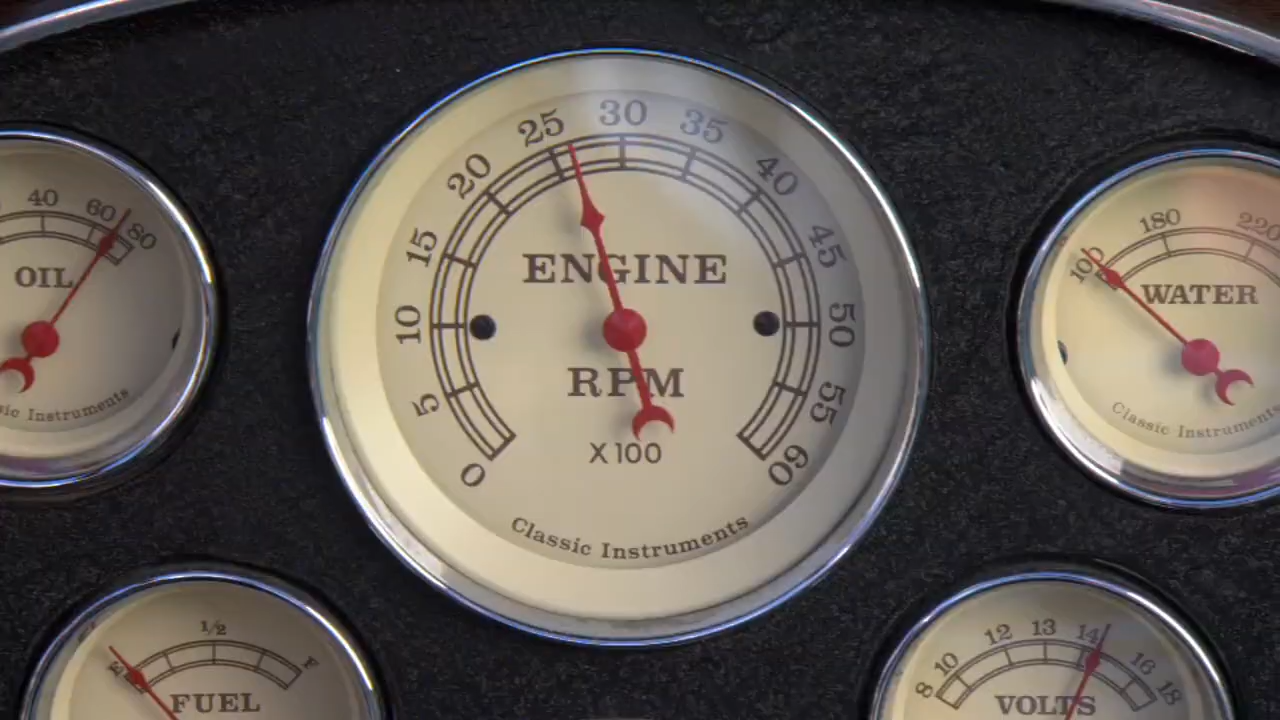 0 5 10 15 20 25 30 35 40 45 50 55 60
ENGINE
RPM
X100
Classic Instruments
40 60 80
OIL
sic Instruments
100 180 220
WATER
Classic Instruments
E 1/2 F
FUEL
8 10 12 13 14 16 18
VOLTS